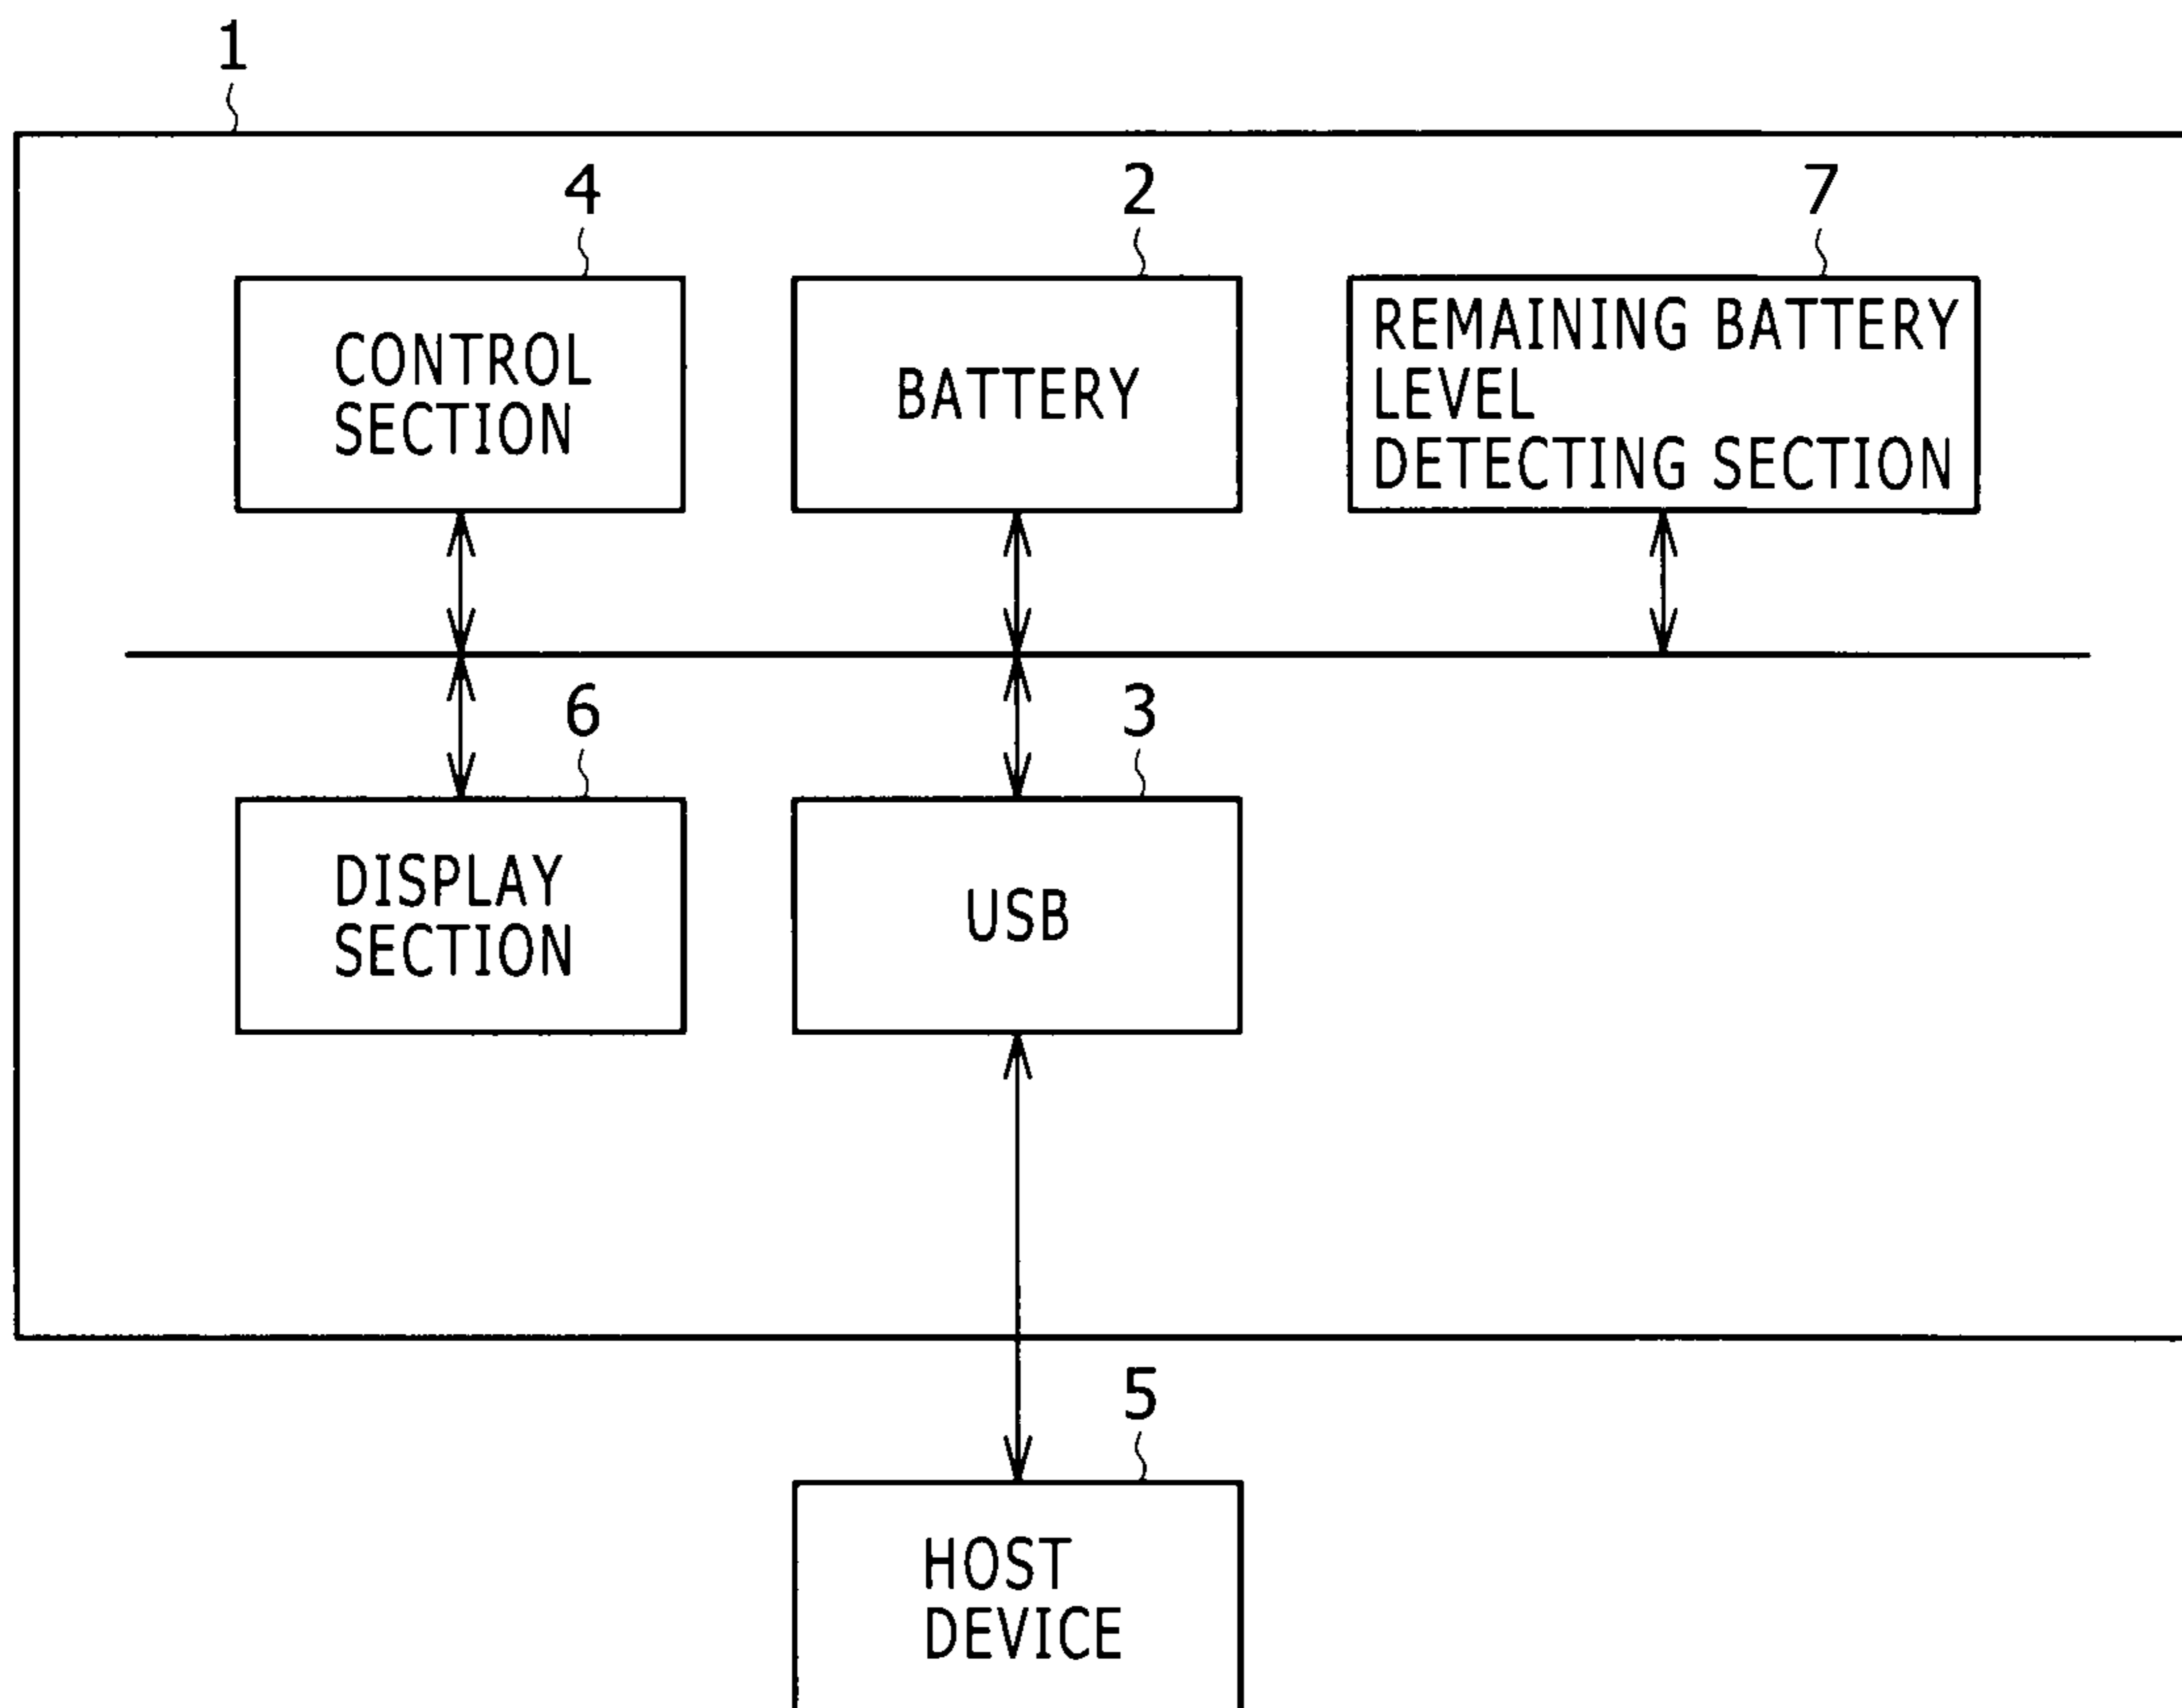 1
4
2
7
CONTROL
SECTION
BATTERY
REMAINING BATTERY
LEVEL
DETECTING SECTION
6
3
DISPLAY
SECTION
USB
5
HOST
DEVICE